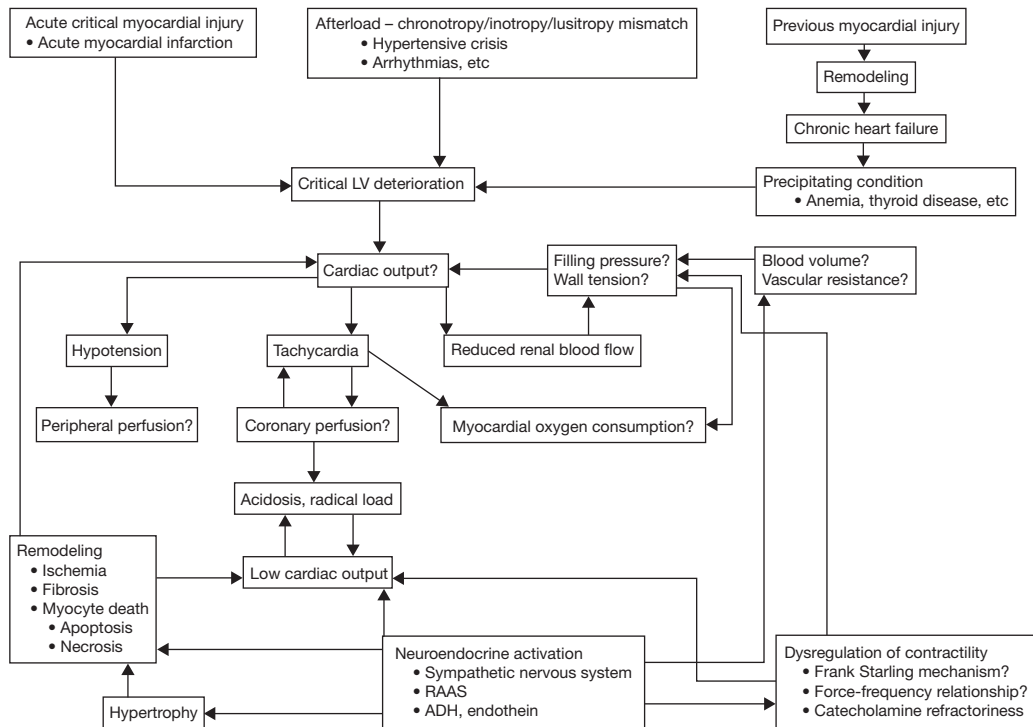 Acute critical myocardial injury
• Acute myocardial infarction
Afterload – chronotropy/inotropy/lusitropy mismatch
• Hypertensive crisis
• Arrhythmias, etc
Previous myocardial injury
Remodeling
Chronic heart failure
Critical LV deterioration
Precipitating condition
• Anemia, thyroid disease, etc
Cardiac output?
Filling pressure?
Wall tension?
Blood volume?
Vascular resistance?
Hypotension
Tachycardia
Reduced renal blood flow
Peripheral perfusion?
Coronary perfusion?
Myocardial oxygen consumption?
Acidosis, radical load
Remodeling
• Ischemia
• Fibrosis
• Myocyte death
• Apoptosis
• Necrosis
Low cardiac output
Neuroendocrine activation
• Sympathetic nervous system
• RAAS
• ADH, endothein
Dysregulation of contractility
• Frank Starling mechanism?
• Force-frequency relationship?
• Catecholamine refractoriness
Hypertrophy